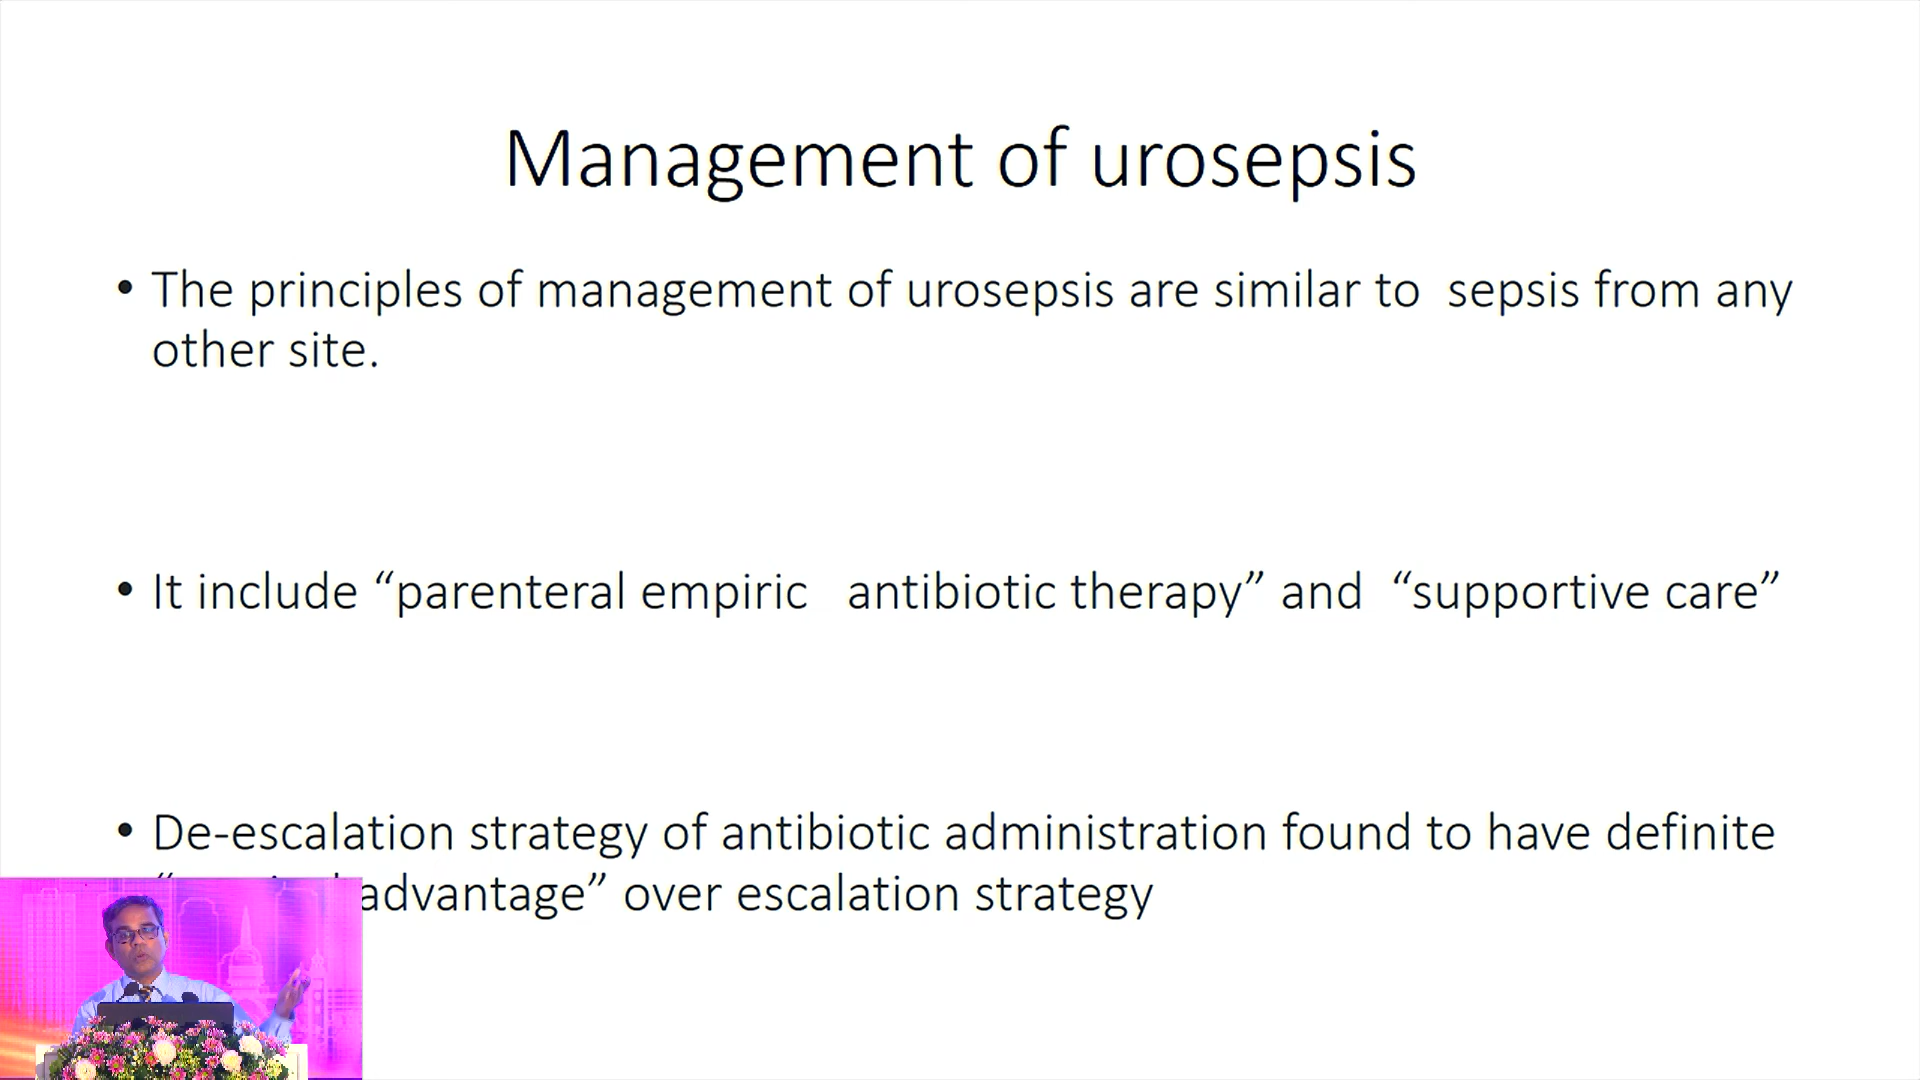 Management of urosepsis
• The principles of management of urosepsis are similar to  sepsis from any
other site.
• It include “parenteral empiric   antibiotic therapy” and  “supportive care”
• De-escalation strategy of antibiotic administration found to have definite
advantage” over escalation strategy